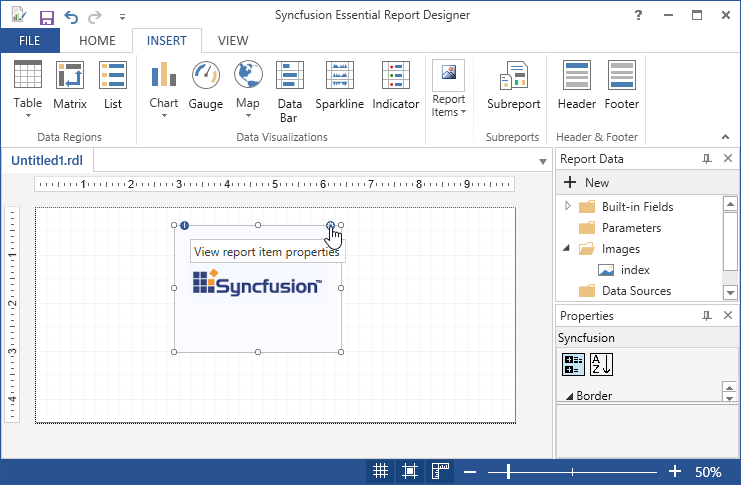 Syncfusion Essential Report Designer
FILE HOME INSERT VIEW
Table Matrix List Chart Gauge Map Data Bar Sparkline Indicator Report Items Subreport Header Footer
Data Regions Data Visualizations Subreports Header & Footer
Untitled1.rdl
1 2 3 4 5 6 7 8 9
1
2
3
4
View report item properties
Syncfusion™
Report Data
New
Built-in Fields
Parameters
Images
index
Data Sources
Properties
Syncfusion
A
Z
Border
50%